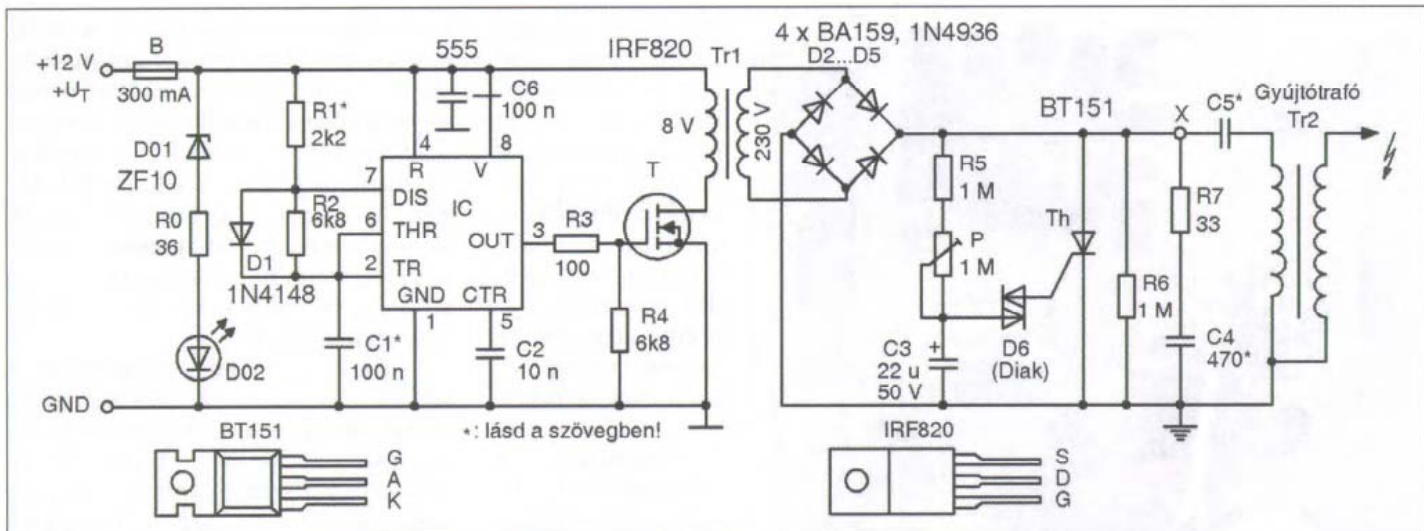 +12 V
+UT
B
300 mA
D01
ZF10
R0
36
D02
GND
R1*
2k2
R2
6k8
D1
1N4148
C1*
100 n
555
C6
100 n
4
8
R
V
7
DIS
IC
6
THR
2
TR
OUT
3
GND
CTR
1
5
C2
10 n
R3
100
R4
6k8
IRF820
T
Tr1
8 V
230 V
4 x BA159, 1N4936
D2...D5
R5
1 M
P
1 M
C3
+
22 u
50 V
D6
(Diak)
BT151
Th
R6
1 M
X
C5*
R7
33
C4
470*
Gyújtótrafó
Tr2
*: lásd a szövegben!
BT151
G
A
K
IRF820
S
D
G